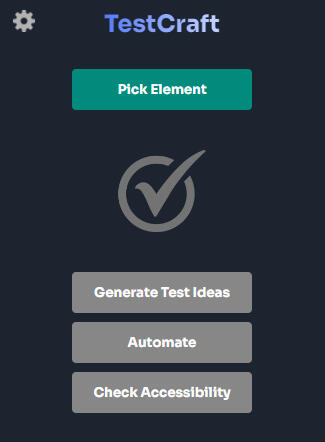 TestCraft
Pick Element
Generate Test Ideas
Automate
Check Accessibility